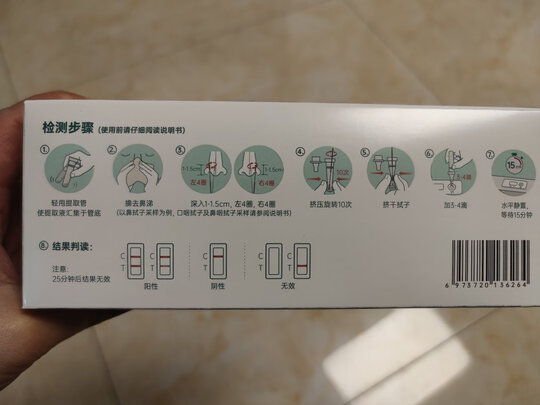 检测步骤 (使用前请仔细阅读说明书)
① ② ③ ④ ⑤ ⑥ ⑦
1-1.5cm 1-1.5cm 10次 3-4滴 15
左4圈 右4圈
轻甩提取管 擤去鼻涕 深入1-1.5cm, 左4圈, 右4圈 挤压旋转10次 挤干拭子 加3-4滴 水平静置,
使提取液汇集于管底 (以鼻拭子采样为例, 口咽拭子及鼻咽拭子采样请参阅说明书) 等待15分钟
⑧ 结果判读:
注意:
25分钟后结果无效
C C C
T T T
阳性 阴性 无效
6 973720 136264